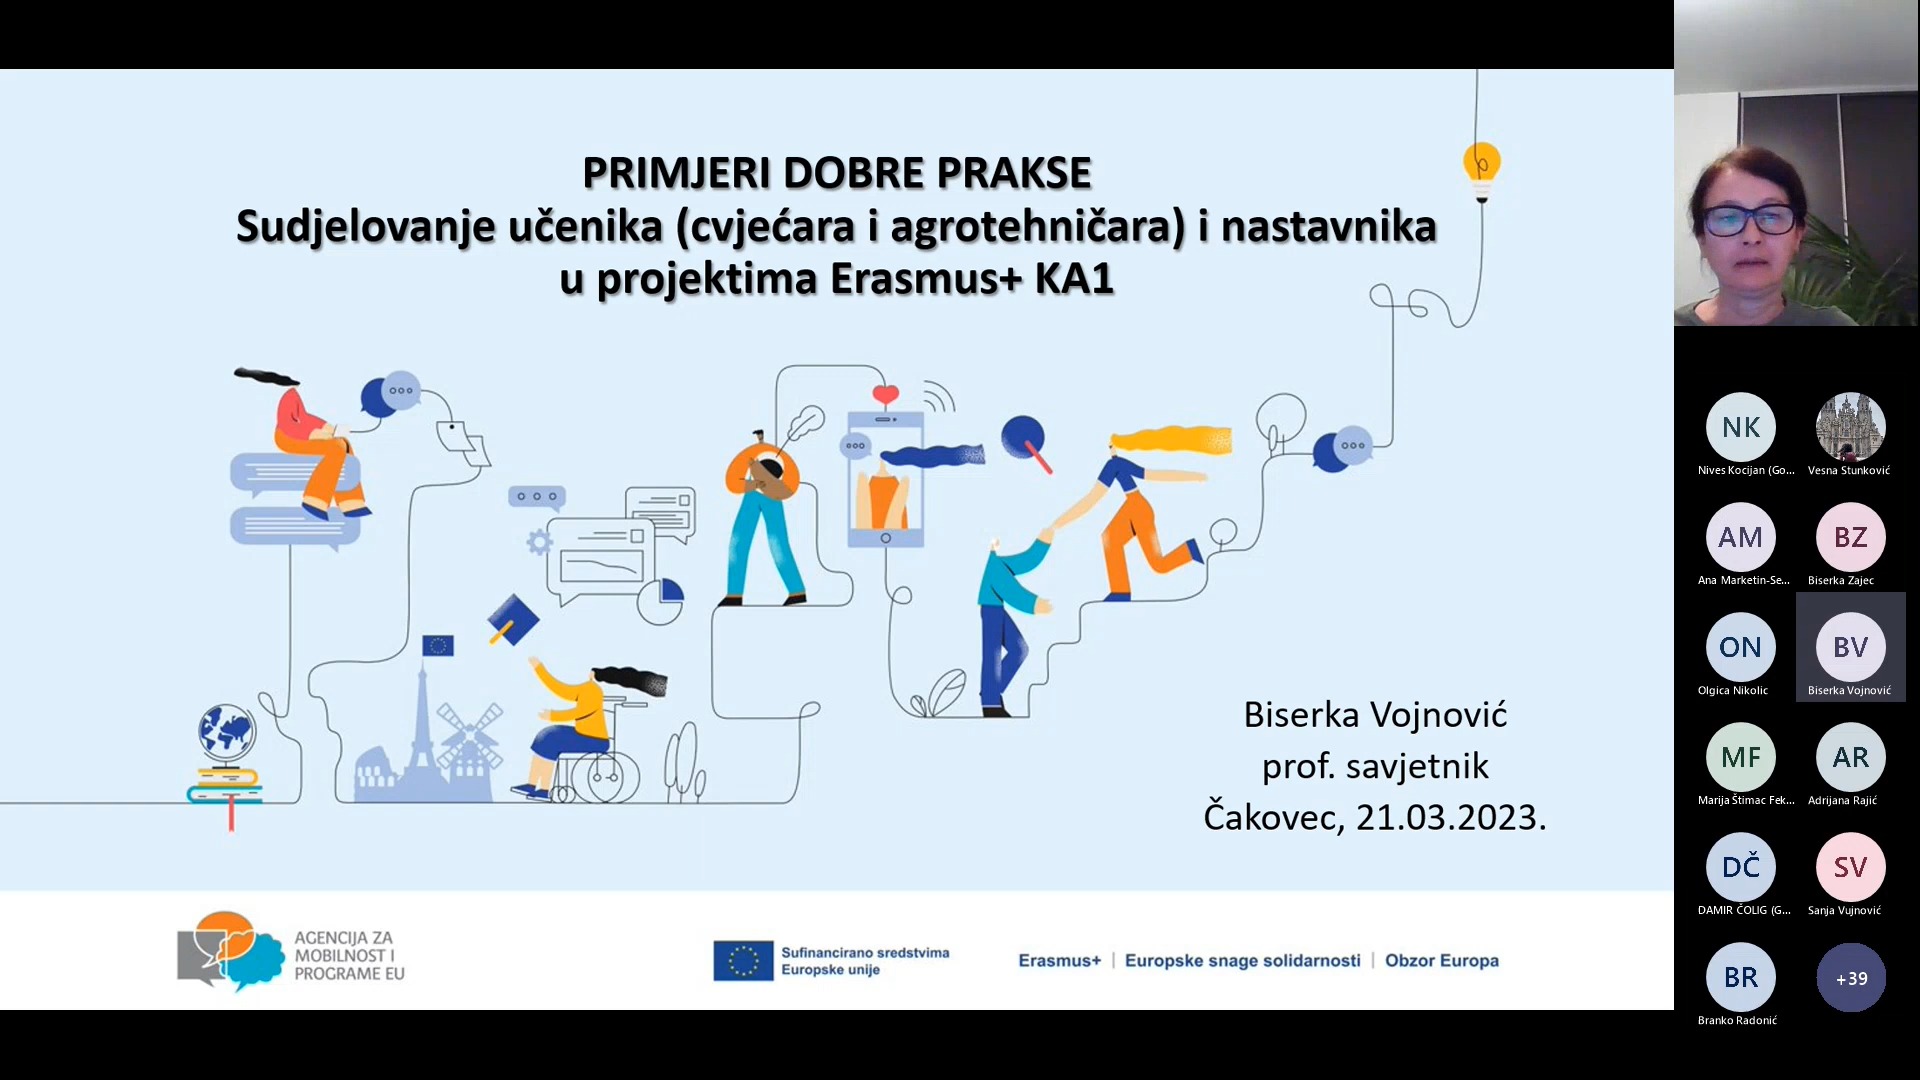 PRIMJERI DOBRE PRAKSE
Sudjelovanje učenika (cvjećara i agrotehničara) i nastavnika
u projektima Erasmus+ KA1
Biserka Vojnović
prof. savjetnik
Čakovec, 21.03.2023.
AGENCIJA ZA
MOBILNOST I
PROGRAME EU
Sufinancirano sredstvima
Europske unije
Erasmus+ | Europske snage solidarnosti | Obzor Europa
NK
Nives Kocijan (Go...
Vesna Stunković
AM
Ana Marketin-Se...
BZ
Biserka Zajec
ON
Olgica Nikolic
BV
Biserka Vojnović
MF
Marija Štimac Fek...
AR
Adrijana Rajić
DČ
DAMIR ČOLIG (G...
SV
Sanja Vujnović
BR
Branko Radonić
+39